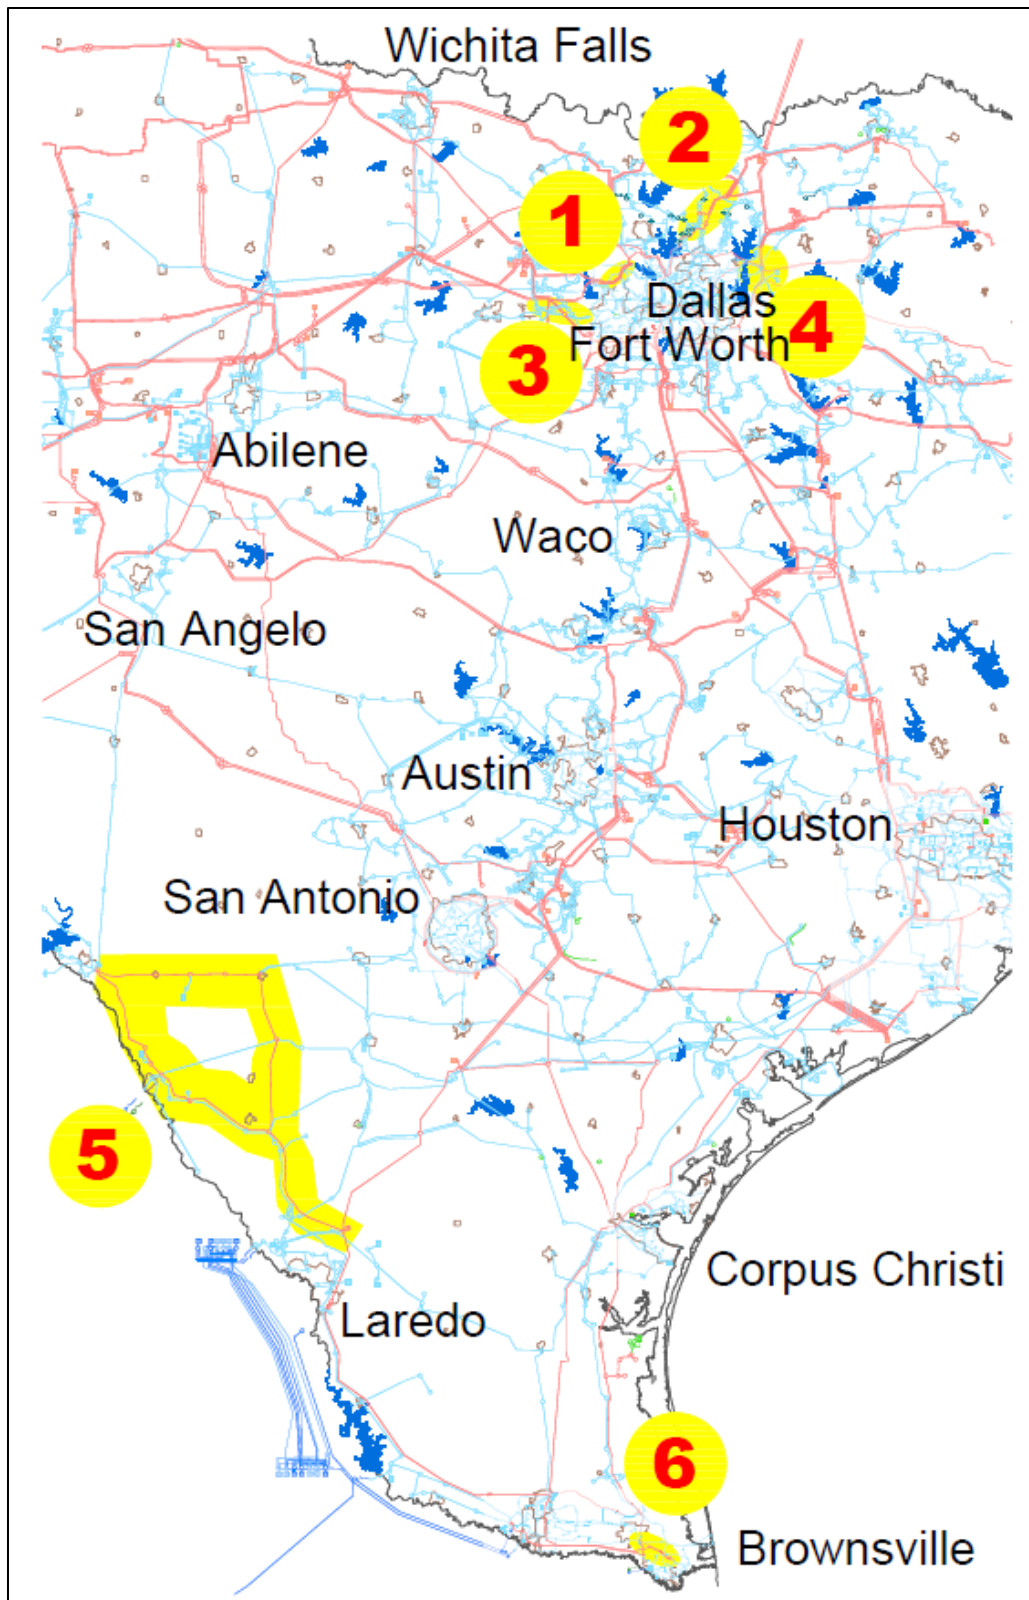 Wichita Falls
2
1
Dallas
4
Fort Worth
3
Abilene
Waco
San Angelo
Austin
Houston
San Antonio
5
Corpus Christi
Laredo
6
Brownsville